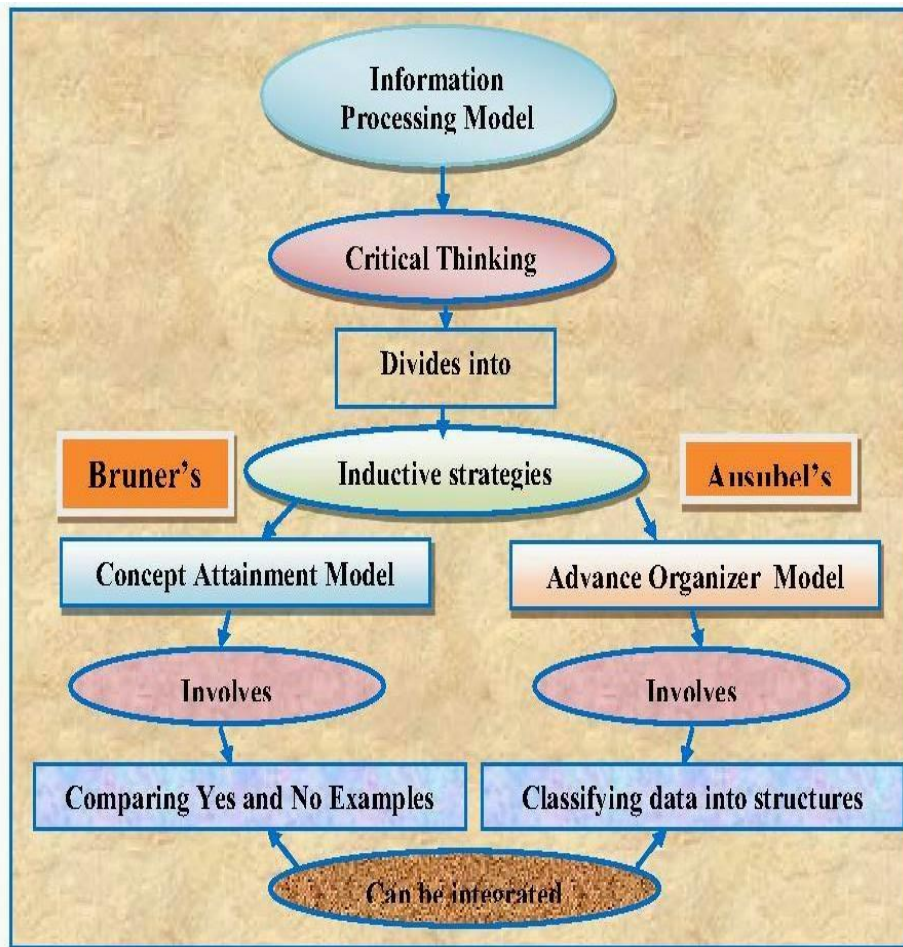 Information
Processing Model
Critical Thinking
Divides into
Bruner's
Inductive strategies
Ausubel's
Concept Attainment Model
Advance Organizer Model
Involves
Involves
Comparing Yes and No Examples
Classifying data into structures
Can be integrated